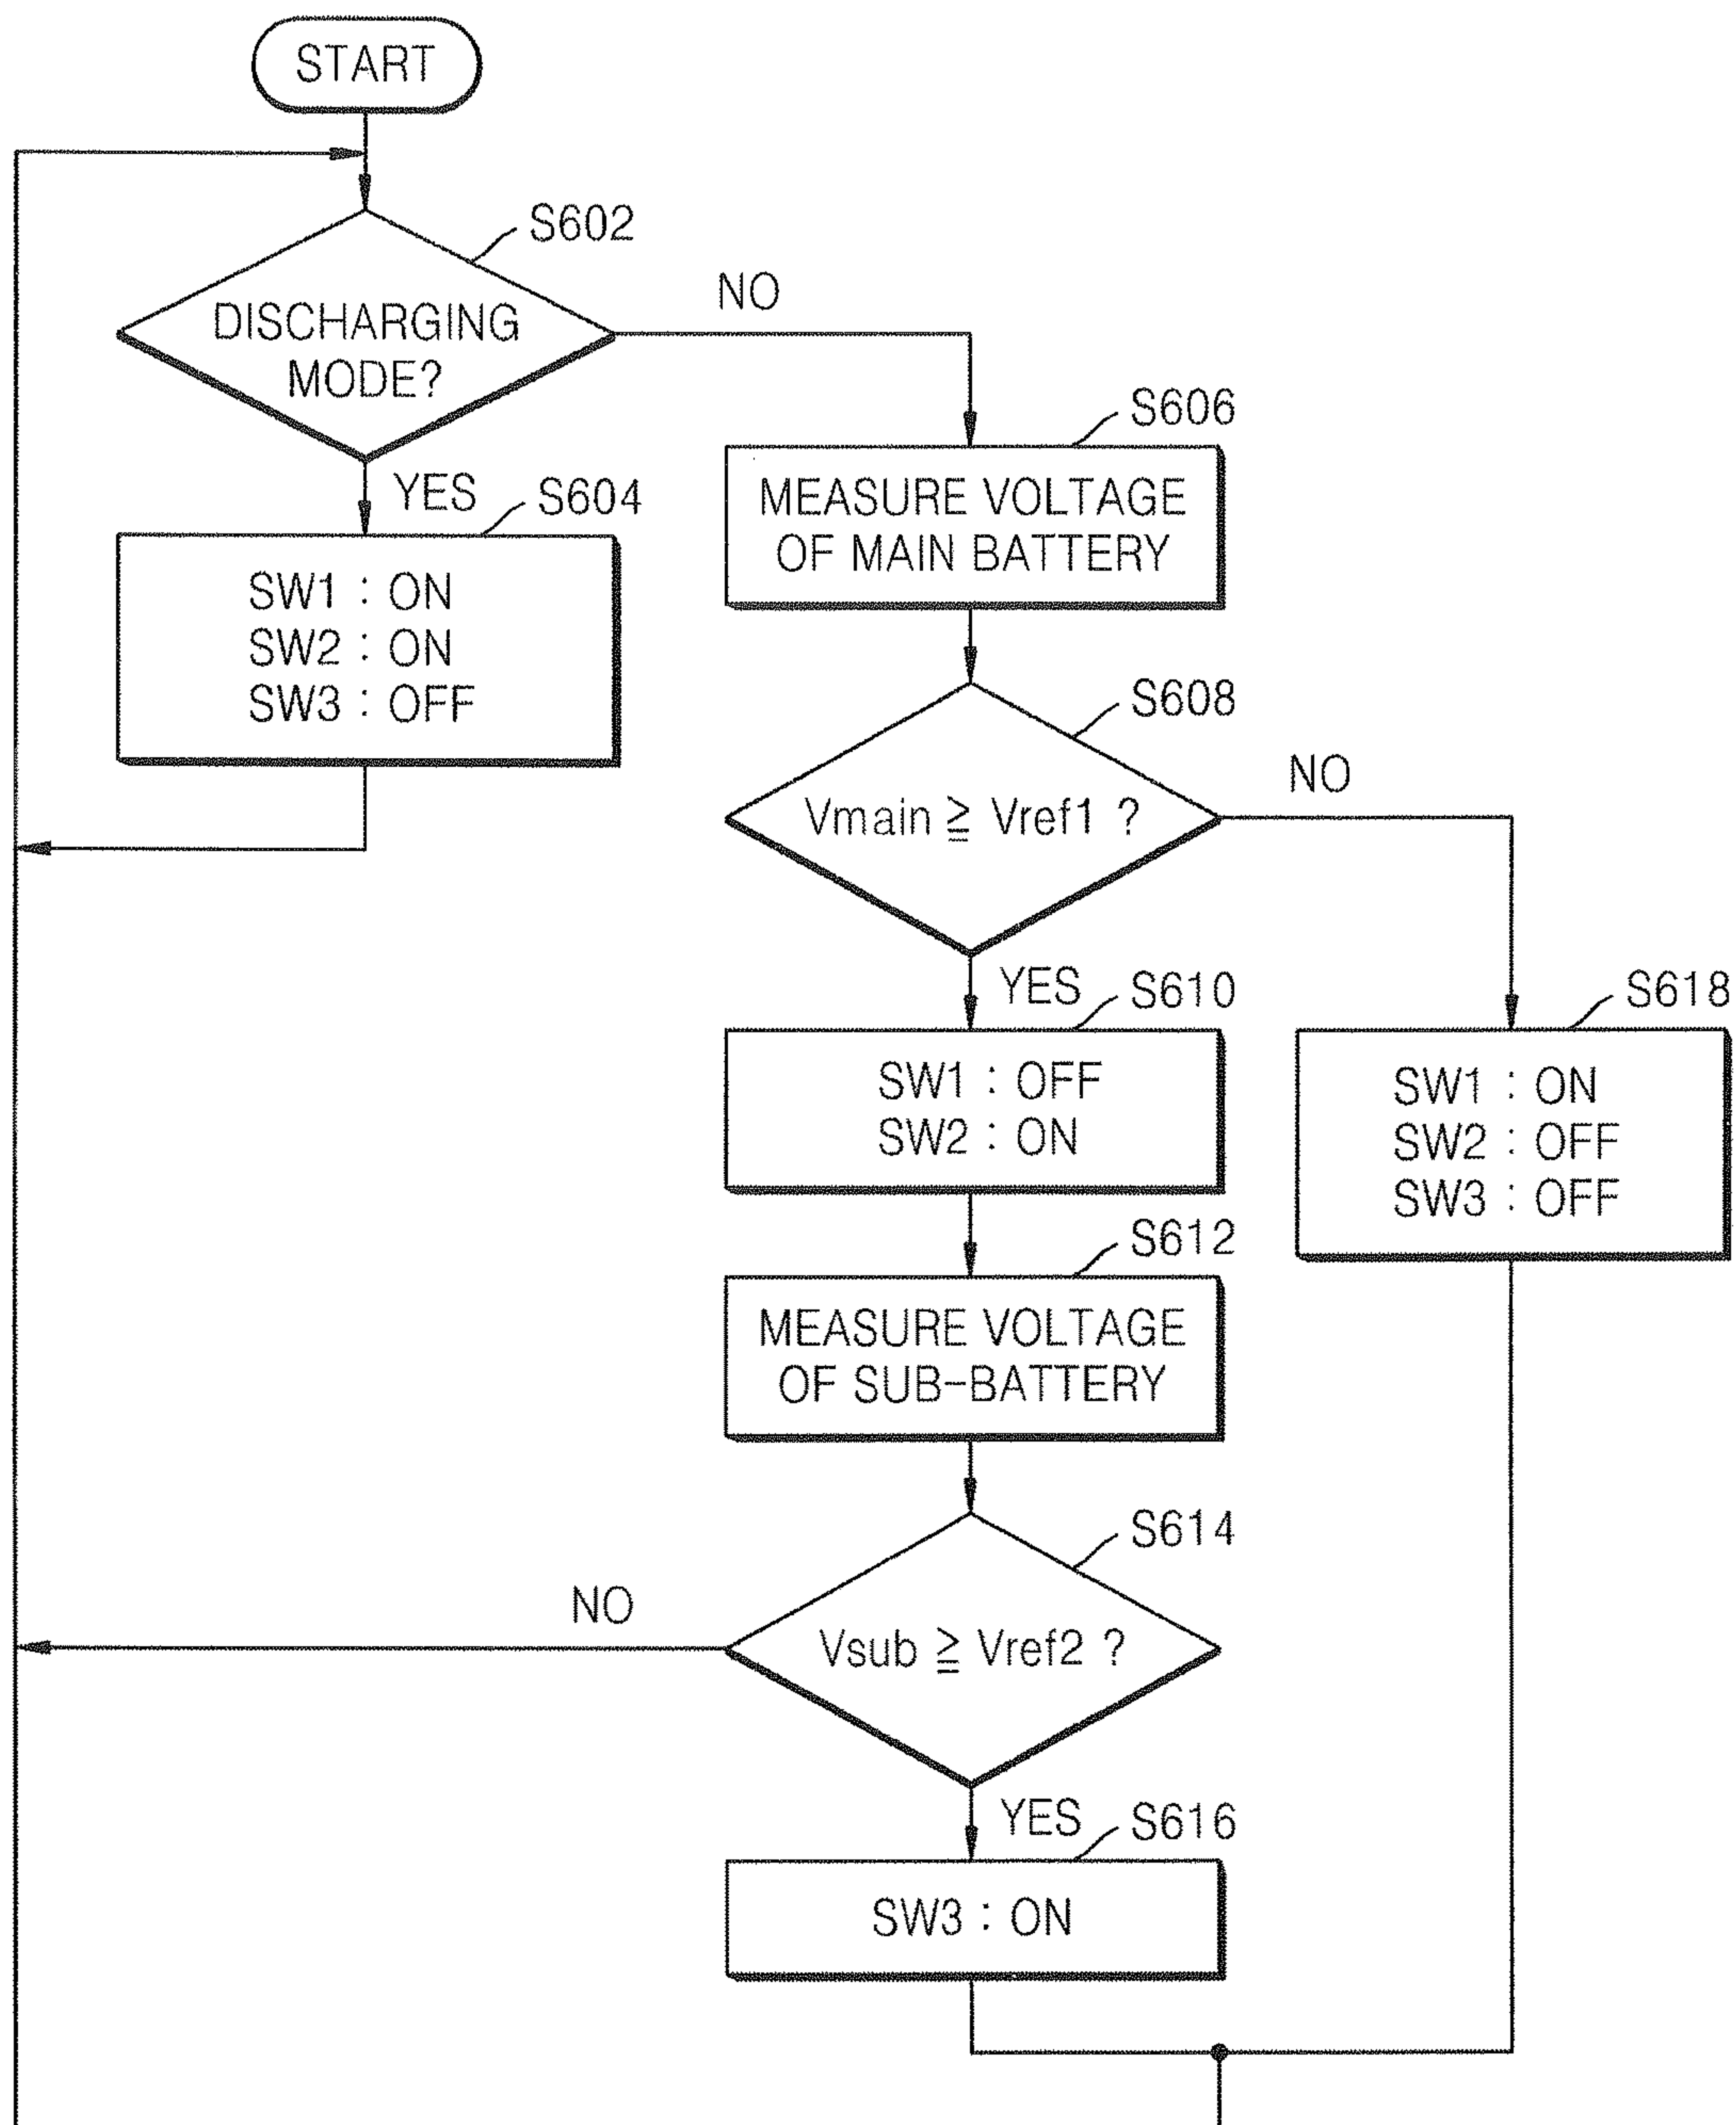 START
S602
DISCHARGING
MODE?
NO
YES
S604
SW1 : ON
SW2 : ON
SW3 : OFF
S606
MEASURE VOLTAGE
OF MAIN BATTERY
S608
Vmain ≧ Vref1 ?
NO
YES
S610
SW1 : OFF
SW2 : ON
S618
SW1 : ON
SW2 : OFF
SW3 : OFF
S612
MEASURE VOLTAGE
OF SUB-BATTERY
S614
Vsub ≧ Vref2 ?
NO
YES
S616
SW3 : ON